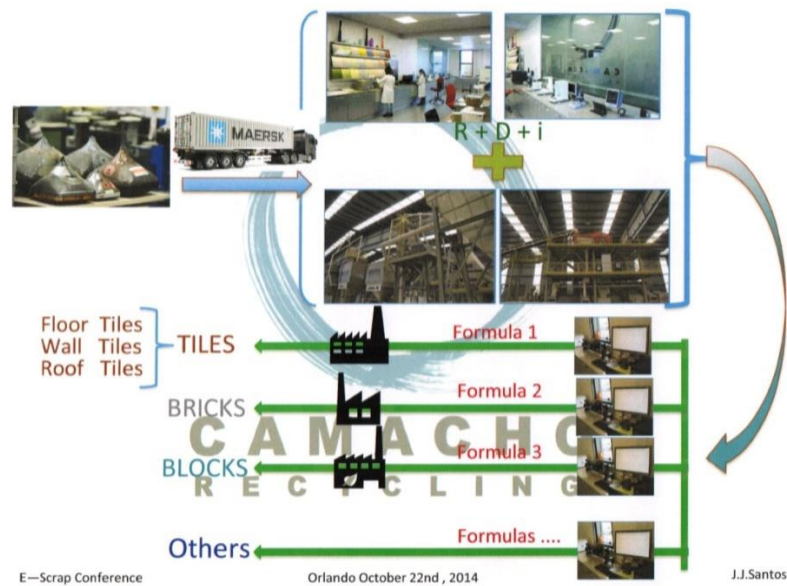 MAERSK
R + D + i
Floor Tiles
Wall Tiles
Roof Tiles
TILES
Formula 1
BRICKS
Formula 2
CAMACHO
BLOCKS
Formula 3
RECYCLING
Others
Formulas ....
E—Scrap Conference
Orlando October 22nd , 2014
J.J.Santos